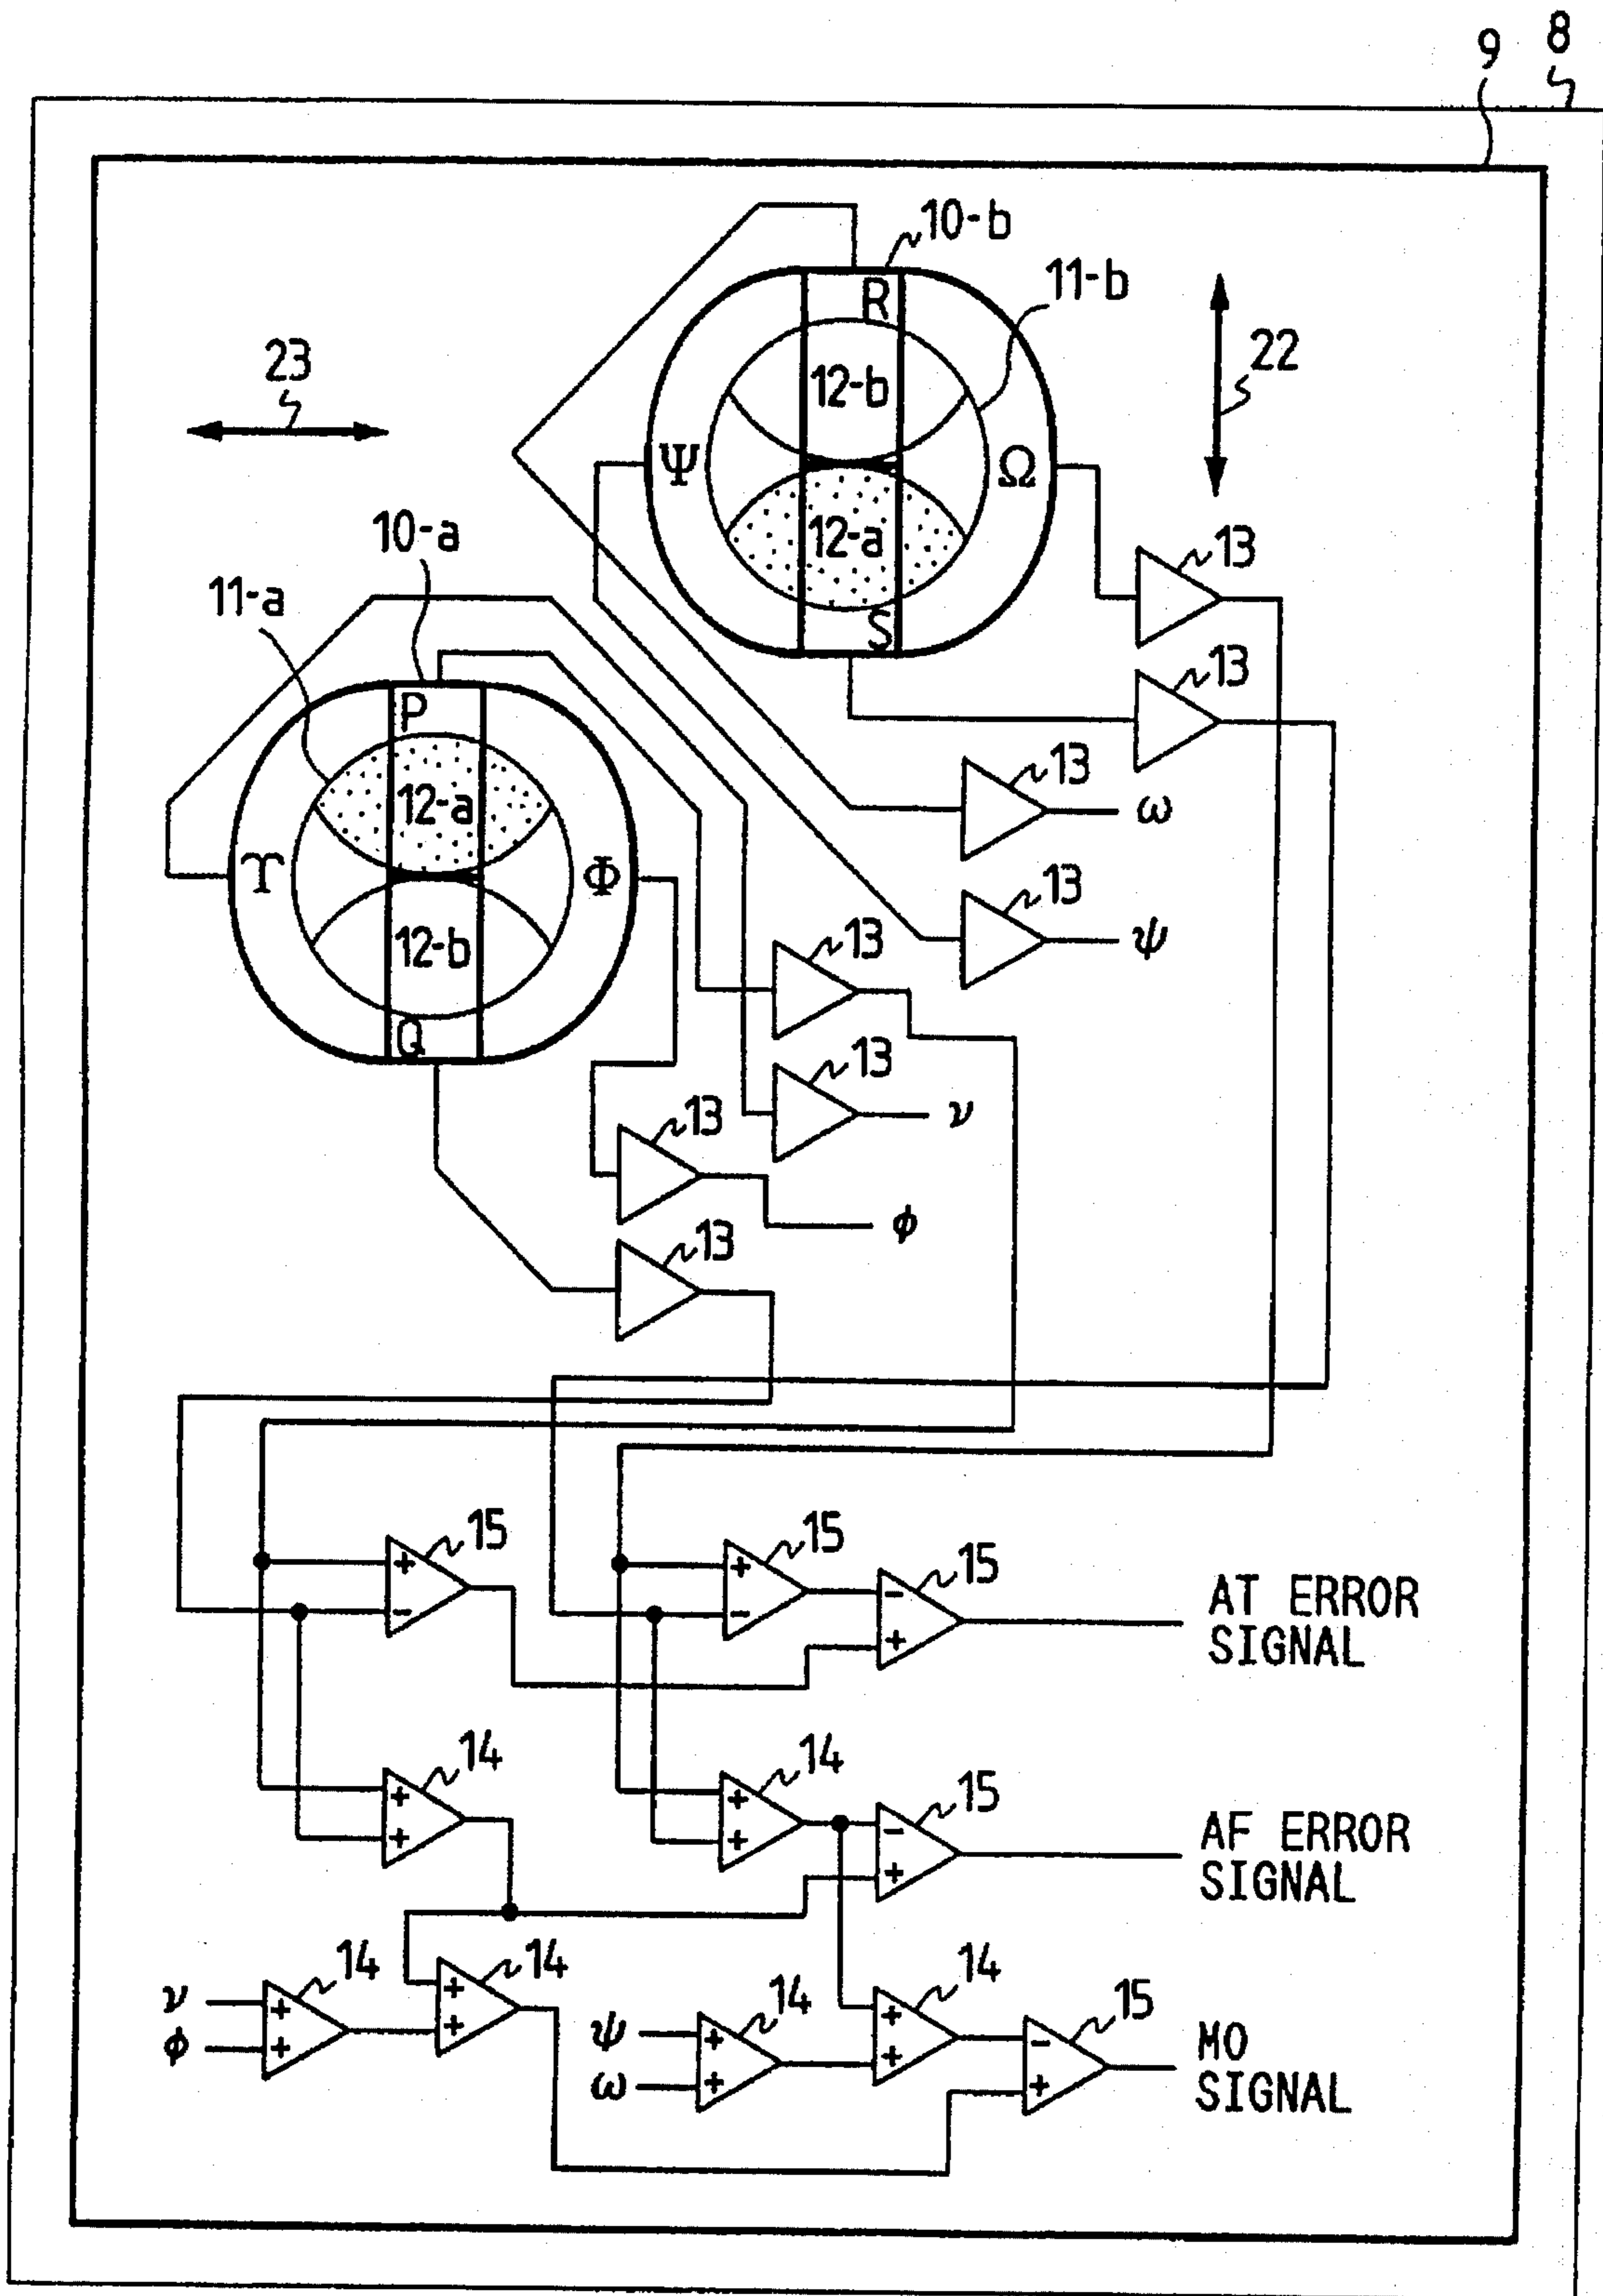 8
9
10-b
R
11-b
23
22
12-b
Ψ
Ω
10-a
12-a
13
11-a
S
13
P
13
ω
12-a
ϒ
Φ
13
ψ
12-b
13
Q
13
ν
13
φ
13
15
15
15
+
+
-
-
-
+
AT ERROR
SIGNAL
14
14
15
+
+
-
+
+
+
AF ERROR
SIGNAL
14
14
14
14
15
ν
+
+
+
-
MO
SIGNAL
φ
+
+
ψ
+
+
+
ω
+